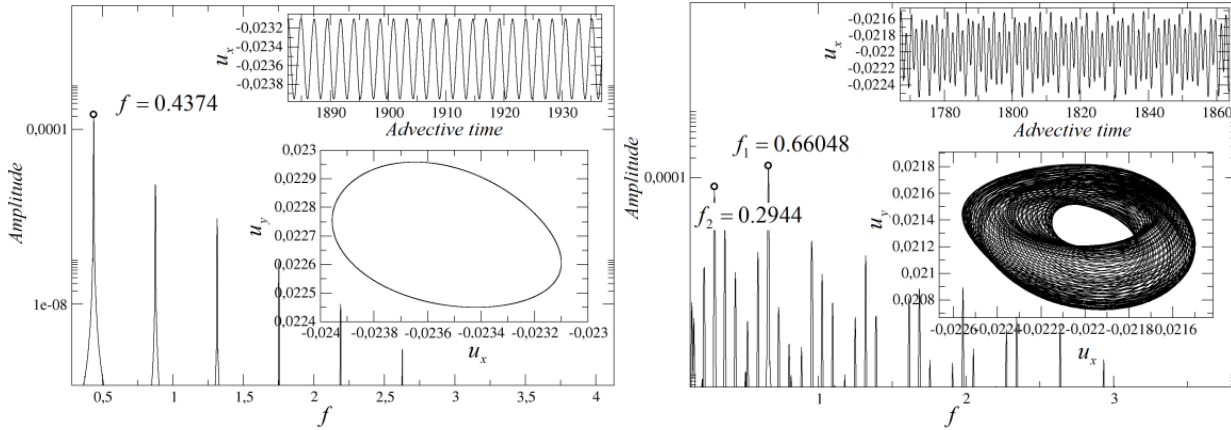 -0,0231
-0,0234
-0,0236
-0,0238
u_x
1890 1900 1910 1920 1930
Advective time
f = 0.4374
0,0001
1e-08
Amplitude
0,023
0,0229
0,0228
0,0227
0,0226
0,0225
0,0224
u_y
-0,024 -0,0238 -0,0236 -0,0234 -0,0232 -0,023
u_x
0,5 1 1,5 2 2,5 3 3,5 4
f
-0,0216
-0,0218
-0,022
-0,0222
-0,0224
u_x
1780 1800 1820 1840 1860
Advective time
f_1 = 0.66048
f_2 = 0.2944
0,0001
Amplitude
0,0218
0,0216
0,0214
0,0212
0,021
0,0208
u_y
-0,0226 -0,0224 -0,0222 -0,022 -0,0218 -0,0216
u_x
1 2 3
f